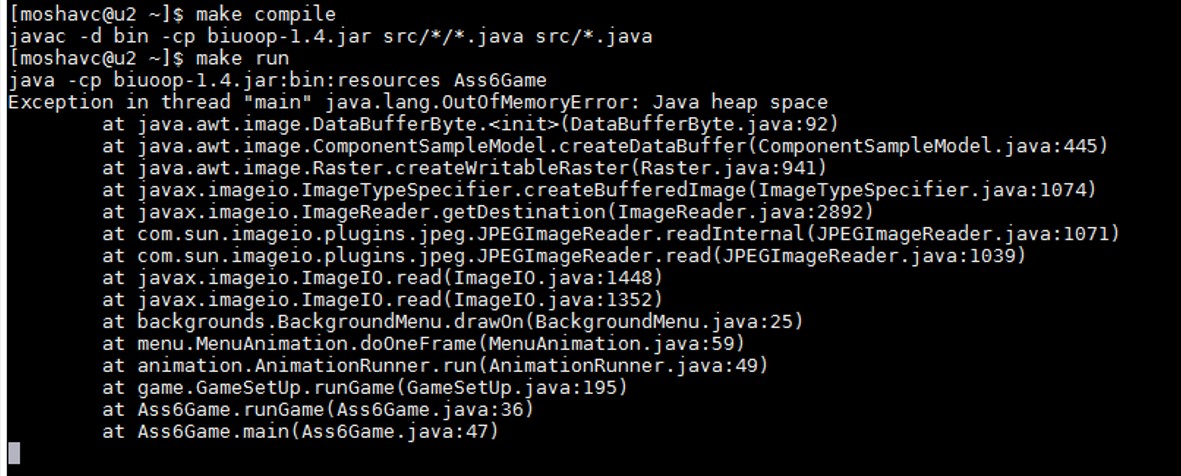 [moshavc@u2 ~]$ make compile
javac -d bin -cp biuoop-1.4.jar src/*/*.java src/*.java
[moshavc@u2 ~]$ make run
java -cp biuoop-1.4.jar:bin:resources Ass6Game
Exception in thread "main" java.lang.OutOfMemoryError: Java heap space
        at java.awt.image.DataBufferByte.<init>(DataBufferByte.java:92)
        at java.awt.image.ComponentSampleModel.createDataBuffer(ComponentSampleModel.java:445)
        at java.awt.image.Raster.createWritableRaster(Raster.java:941)
        at javax.imageio.ImageTypeSpecifier.createBufferedImage(ImageTypeSpecifier.java:1074)
        at javax.imageio.ImageReader.getDestination(ImageReader.java:2892)
        at com.sun.imageio.plugins.jpeg.JPEGImageReader.readInternal(JPEGImageReader.java:1071)
        at com.sun.imageio.plugins.jpeg.JPEGImageReader.read(JPEGImageReader.java:1039)
        at javax.imageio.ImageIO.read(ImageIO.java:1448)
        at javax.imageio.ImageIO.read(ImageIO.java:1352)
        at backgrounds.BackgroundMenu.drawOn(BackgroundMenu.java:25)
        at menu.MenuAnimation.doOneFrame(MenuAnimation.java:59)
        at animation.AnimationRunner.run(AnimationRunner.java:49)
        at game.GameSetUp.runGame(GameSetUp.java:195)
        at Ass6Game.runGame(Ass6Game.java:36)
        at Ass6Game.main(Ass6Game.java:47)